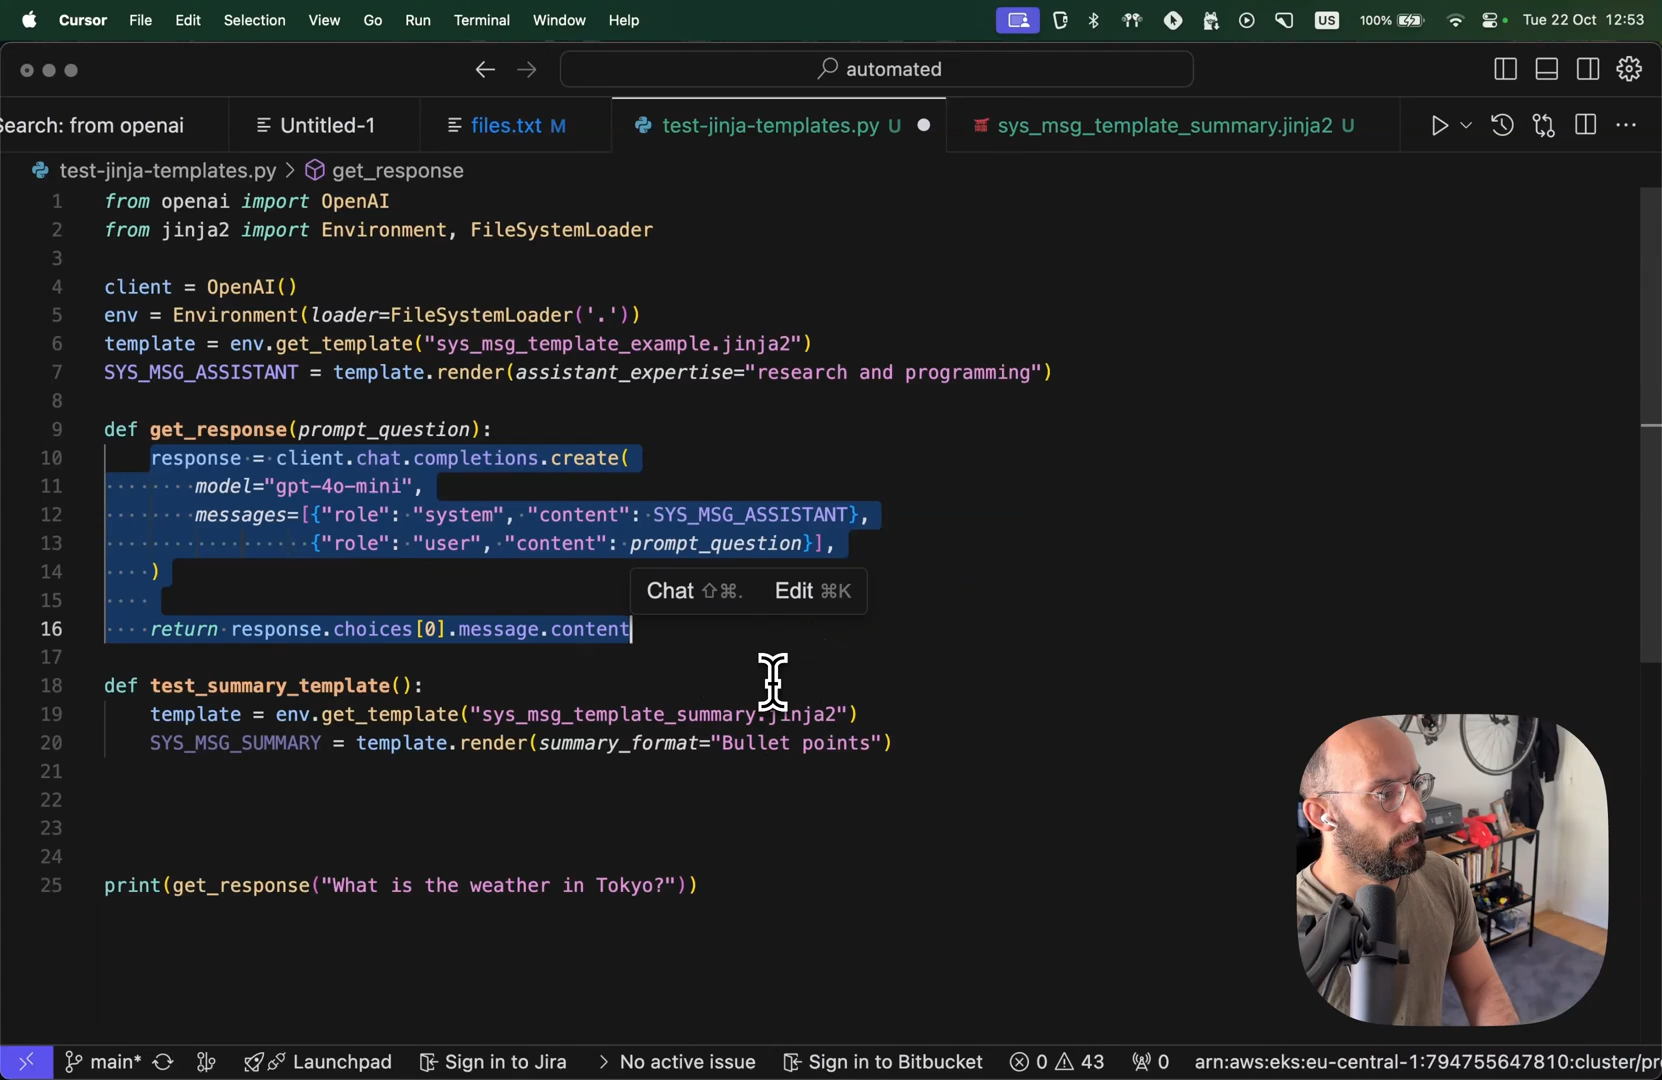 Cursor File Edit Selection View Go Run Terminal Window Help US 100% Tue 22 Oct 12:53
automated
Search: from openai Untitled-1 files.txt M test-jinja-templates.py U sys_msg_template_summary.jinja2 U
test-jinja-templates.py > get_response
1 from openai import OpenAI
2 from jinja2 import Environment, FileSystemLoader
3
4 client = OpenAI()
5 env = Environment(loader=FileSystemLoader('.'))
6 template = env.get_template("sys_msg_template_example.jinja2")
7 SYS_MSG_ASSISTANT = template.render(assistant_expertise="research and programming")
8
9 def get_response(prompt_question):
10 response = client.chat.completions.create(
11 model="gpt-4o-mini",
12 messages=[{"role": "system", "content": SYS_MSG_ASSISTANT},
13 {"role": "user", "content": prompt_question}],
14 )
15
Chat ⇧⌘. Edit ⌘K
16 return response.choices[0].message.content
17
18 def test_summary_template():
19 template = env.get_template("sys_msg_template_summary.jinja2")
20 SYS_MSG_SUMMARY = template.render(summary_format="Bullet points")
21
22
23
24
25 print(get_response("What is the weather in Tokyo?"))
main* Launchpad Sign in to Jira No active issue Sign in to Bitbucket 0 43 0 arn:aws:eks:eu-central-1:794755647810:cluster/pr